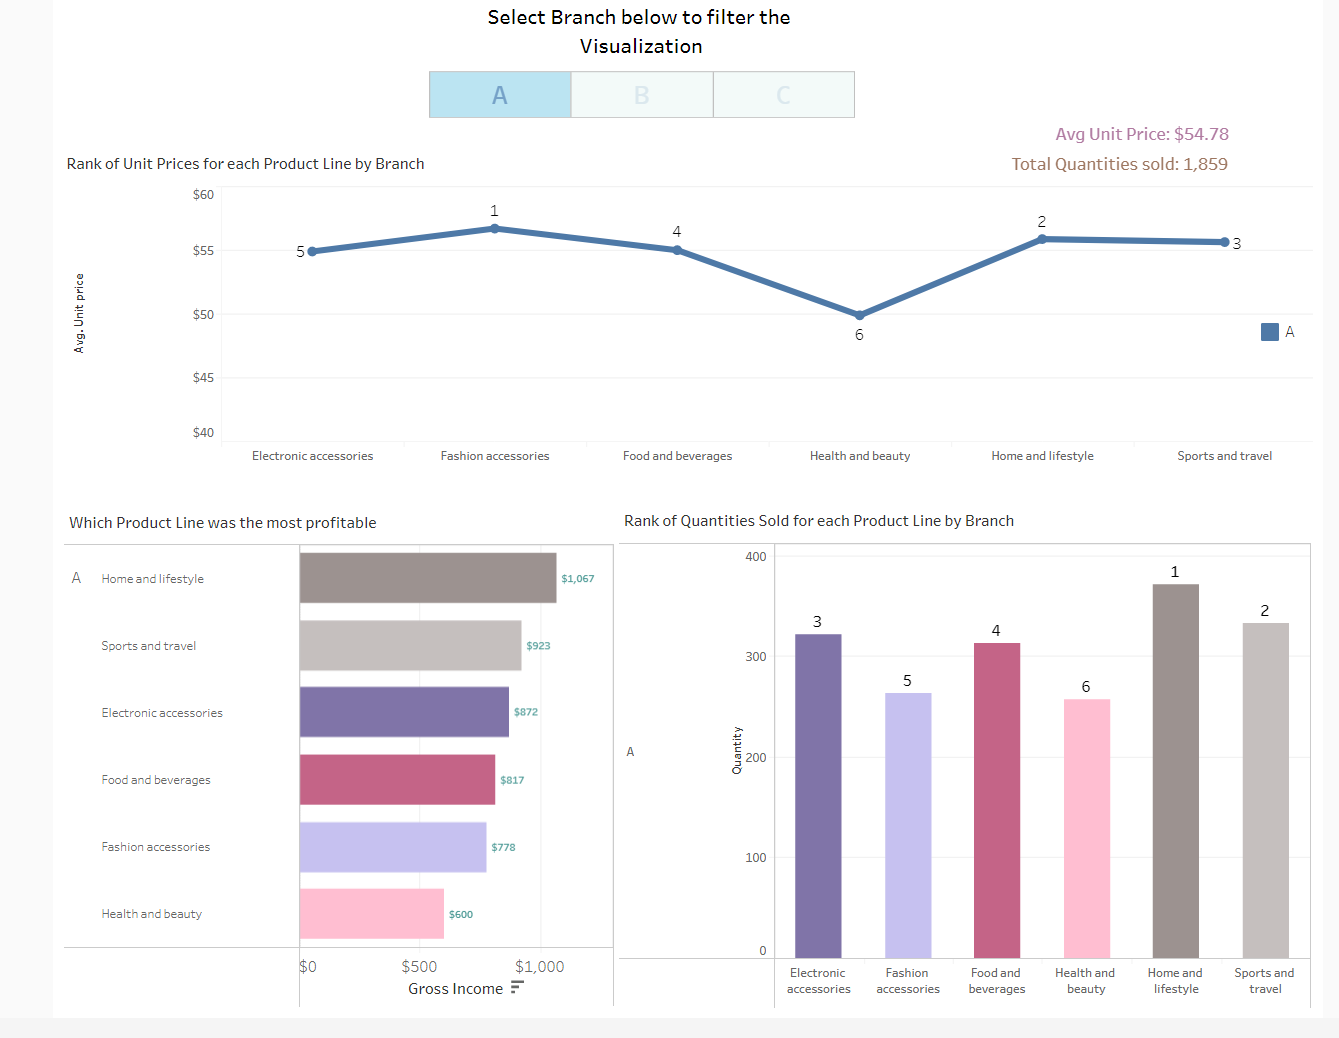 Select Branch below to filter the
Visualization
A B C
Avg Unit Price: $54.78
Rank of Unit Prices for each Product Line by Branch
Total Quantities sold: 1,859
$60
$55
$50
$45
$40
Avg. Unit price
5
1
4
6
2
3
A
Electronic accessories
Fashion accessories
Food and beverages
Health and beauty
Home and lifestyle
Sports and travel
Which Product Line was the most profitable
A
Home and lifestyle $1,067
Sports and travel $923
Electronic accessories $872
Food and beverages $817
Fashion accessories $778
Health and beauty $600
$0 $500 $1,000
Gross Income
Rank of Quantities Sold for each Product Line by Branch
A
Quantity
400
300
200
100
0
3
5
4
6
1
2
Electronic
accessories
Fashion
accessories
Food and
beverages
Health and
beauty
Home and
lifestyle
Sports and
travel